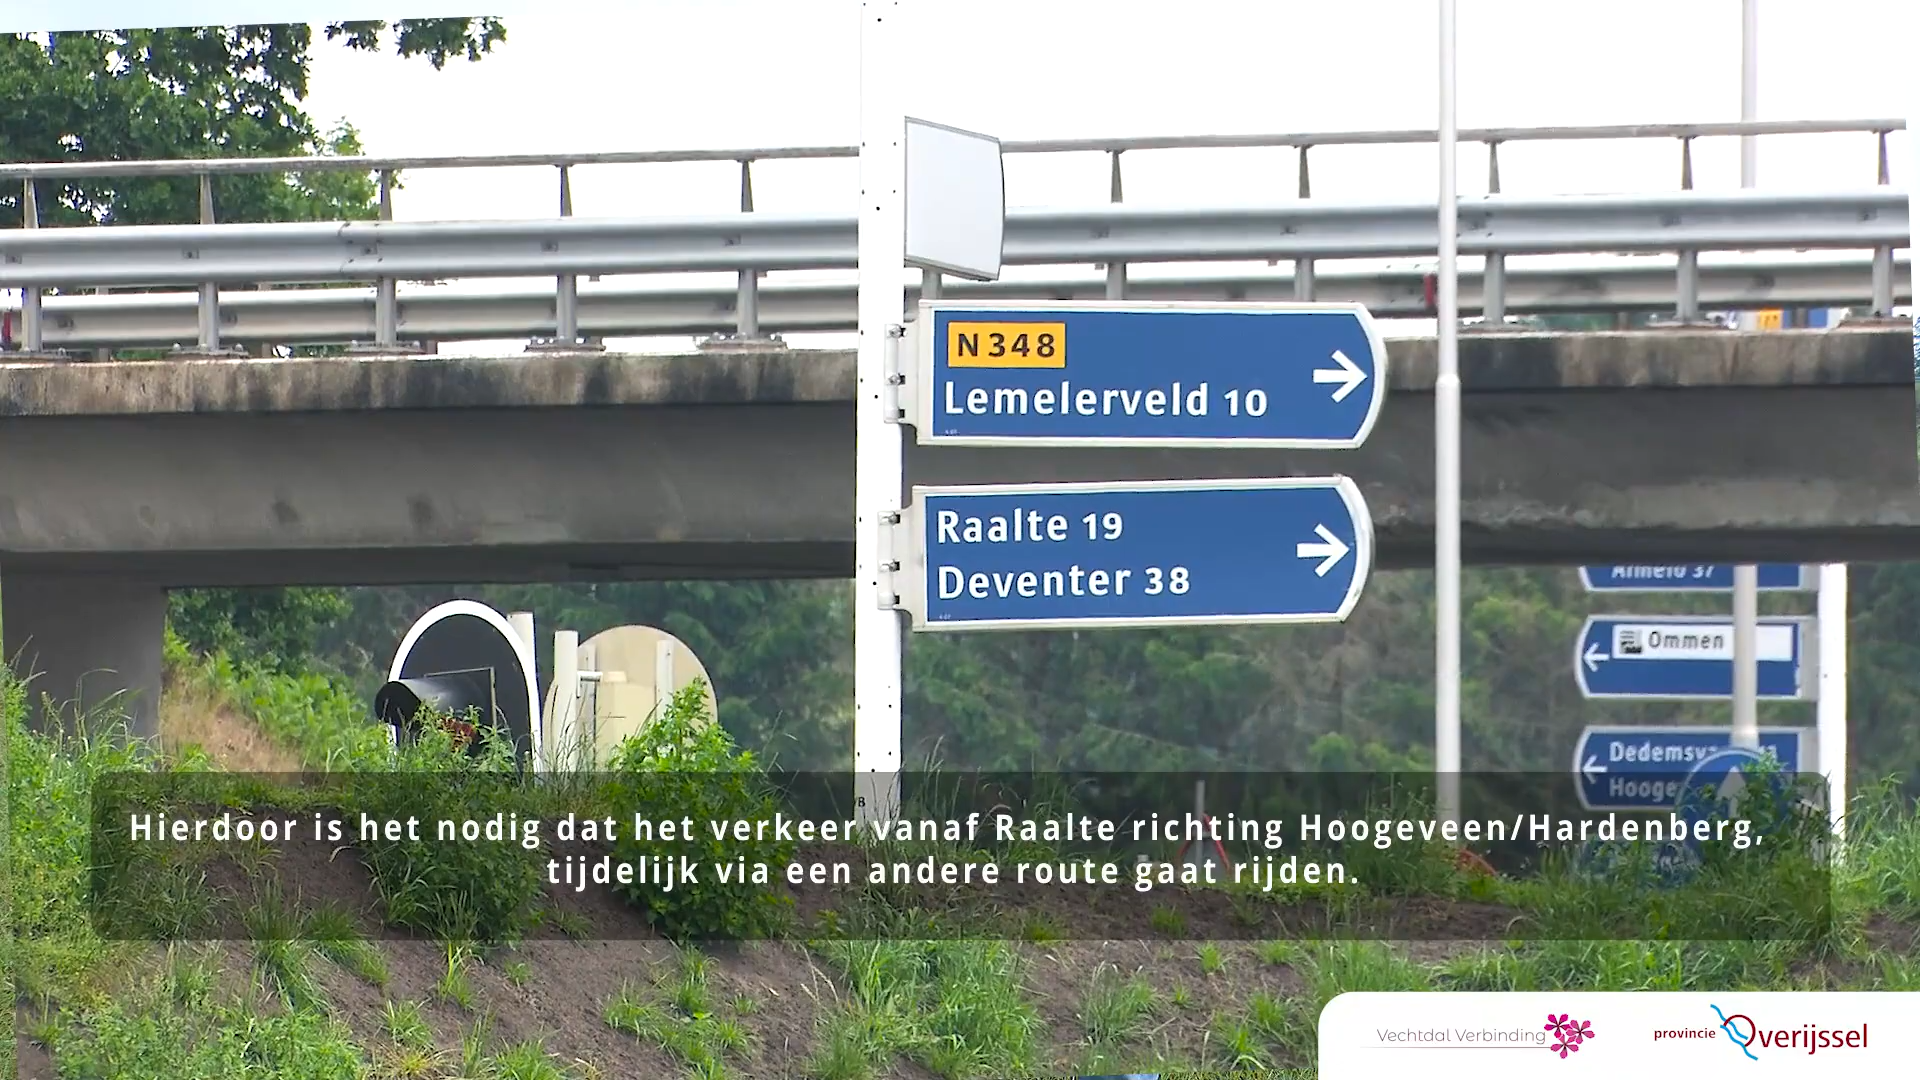 N348
Lemelerveld 10
Raalte 19
Deventer 38
37
Ommen
Hierdoor is het nodig dat het verkeer vanaf Raalte richting Hoogeveen/Hardenberg,
tijdelijk via een andere route gaat rijden.
Vechtdal Verbinding
provincie Overijssel